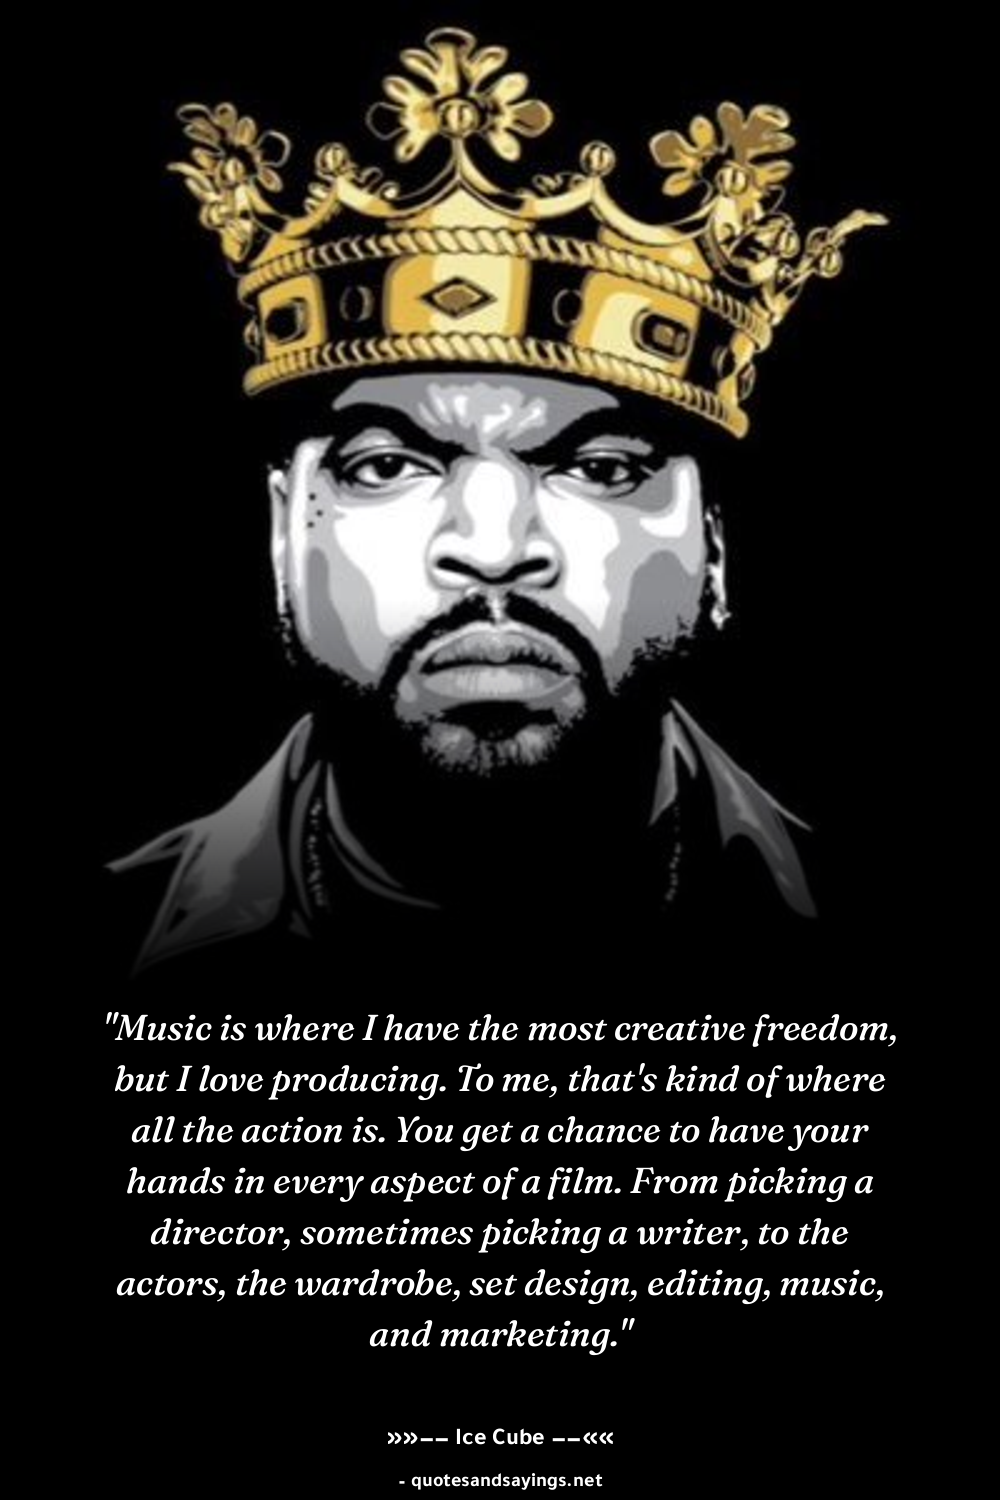 "Music is where I have the most creative freedom,
but I love producing. To me, that's kind of where
all the action is. You get a chance to have your
hands in every aspect of a film. From picking a
director, sometimes picking a writer, to the
actors, the wardrobe, set design, editing, music,
and marketing."
»»–– Ice Cube ––««
- quotesandsayings.net